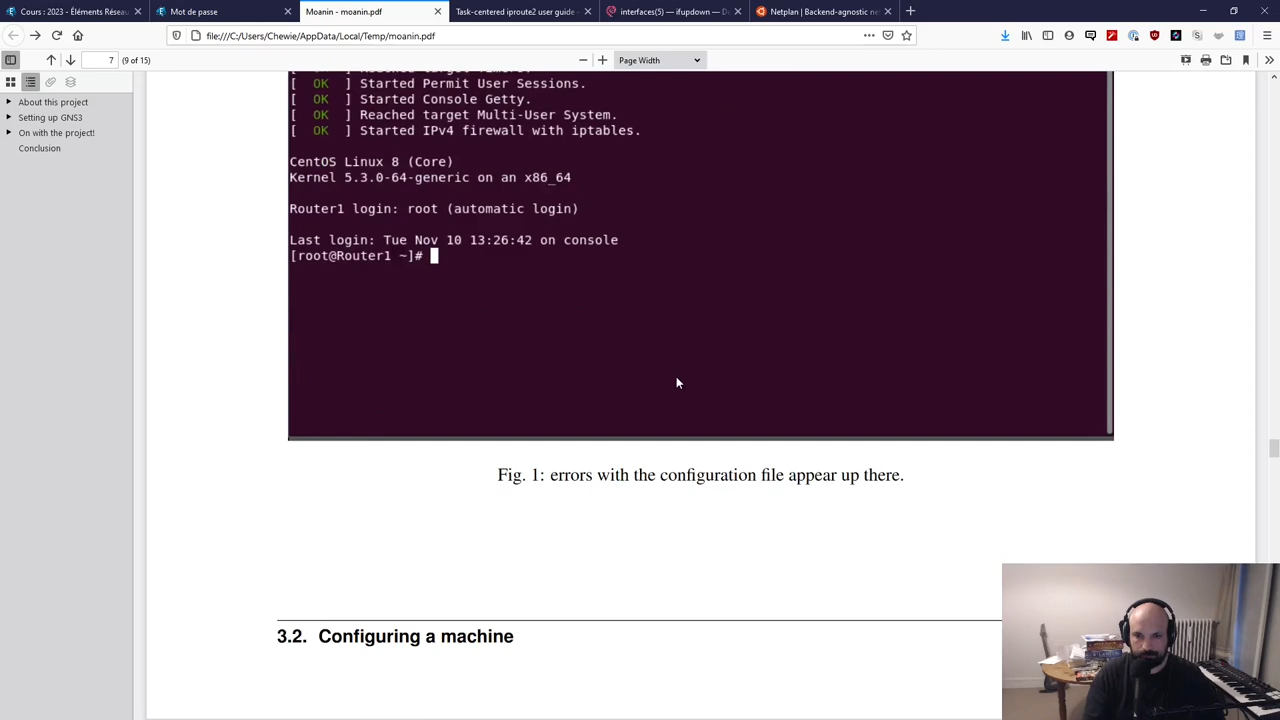 Cours : 2023 - Éléments Réseau
Mot de passe
Moanin - moanin.pdf
Task-centered iproute2 user guide
interfaces(5) — ifupdown — De
Netplan | Backend-agnostic ne
file:///C:/Users/Chewie/AppData/Local/Temp/moanin.pdf
7 (9 of 15)
Page Width
About this project
Setting up GNS3
On with the project!
Conclusion
[ OK ] Started Permit User Sessions.
[ OK ] Started Console Getty.
[ OK ] Reached target Multi-User System.
[ OK ] Started IPv4 firewall with iptables.
CentOS Linux 8 (Core)
Kernel 5.3.0-64-generic on an x86_64
Router1 login: root (automatic login)
Last login: Tue Nov 10 13:26:42 on console
[root@Router1 ~]#
Fig. 1: errors with the configuration file appear up there.
3.2. Configuring a machine